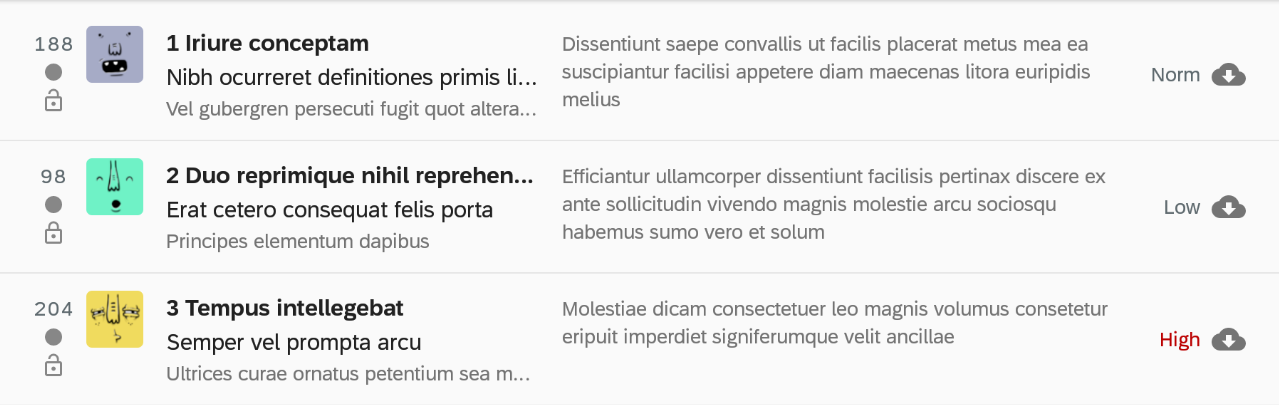 188
1 Iriure conceptam
Nibh ocurreret definitiones primis li...
Vel gubergren persecuti fugit quot altera...
Dissentiunt saepe convallis ut facilis placerat metus mea ea
suscipiantur facilisi appetere diam maecenas litora euripidis
melius
Norm
98
2 Duo reprimique nihil reprehen...
Erat cetero consequat felis porta
Principes elementum dapibus
Efficiantur ullamcorper dissentiunt facilisis pertinax discere ex
ante sollicitudin vivendo magnis molestie arcu sociosqu
habemus sumo vero et solum
Low
204
3 Tempus intellegebat
Semper vel prompta arcu
Ultrices curae ornatus petentium sea m...
Molestiae dicam consectetuer leo magnis volumus consetetur
eripuit imperdiet signiferumque velit ancillae
High